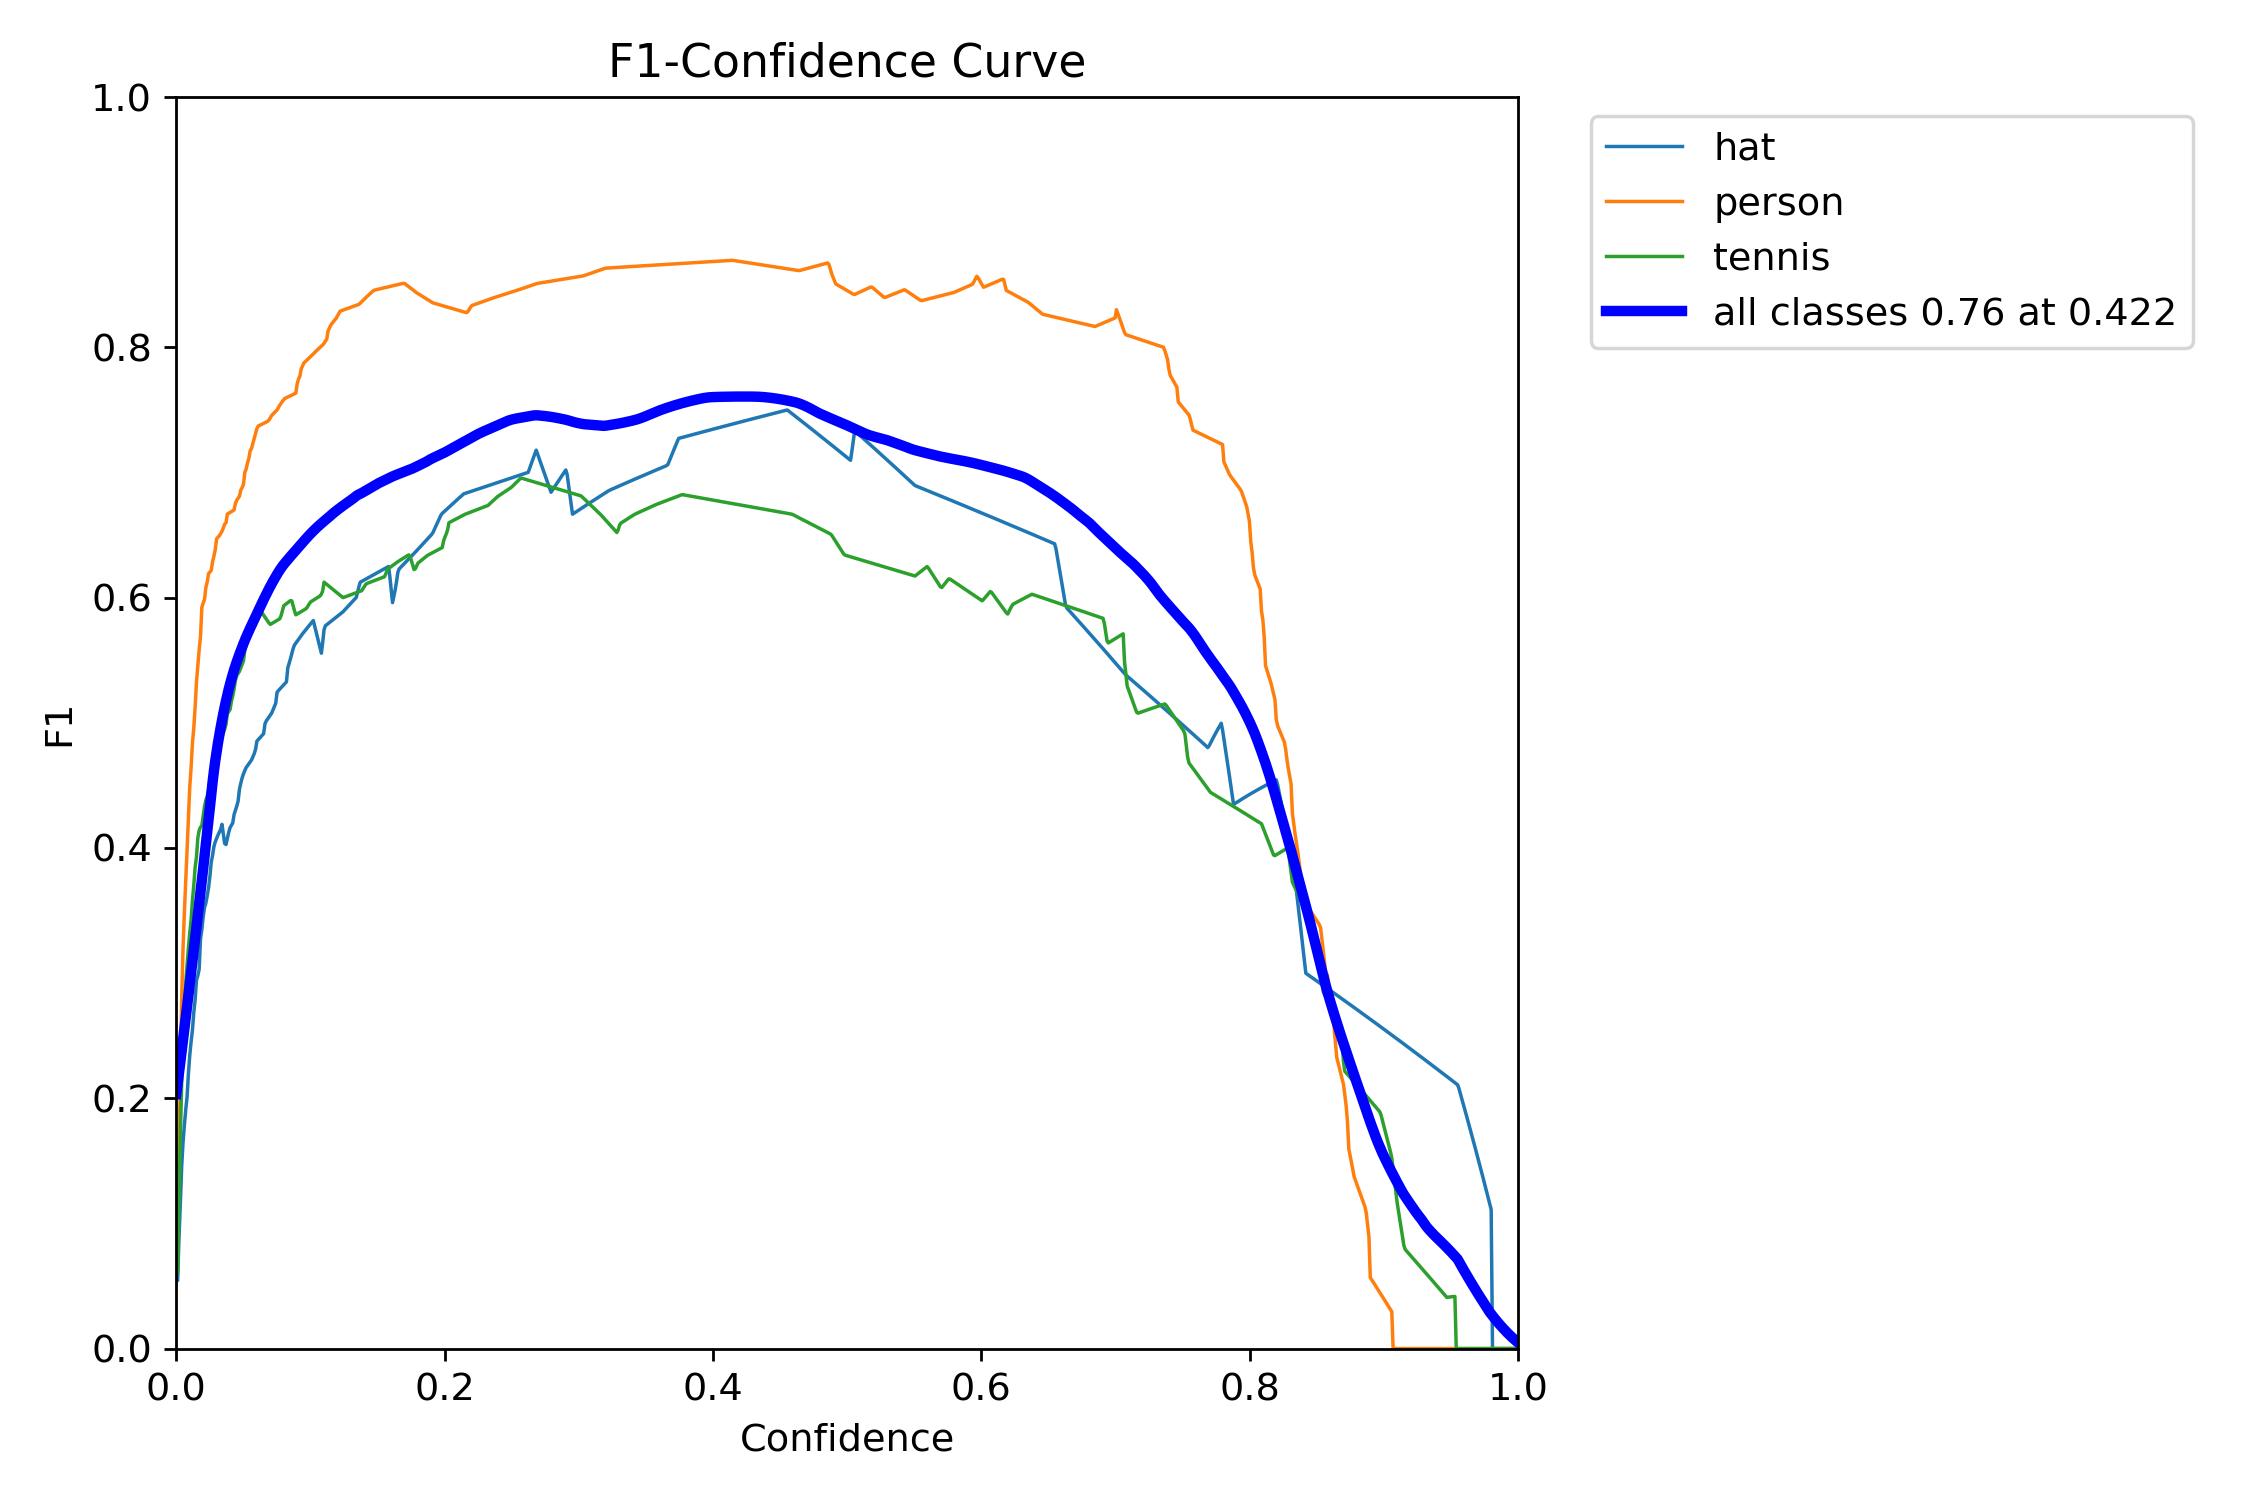 F1-Confidence Curve
1.0
0.8
0.6
0.4
0.2
0.0
F1
0.0 0.2 0.4 0.6 0.8 1.0
Confidence
hat
person
tennis
all classes 0.76 at 0.422